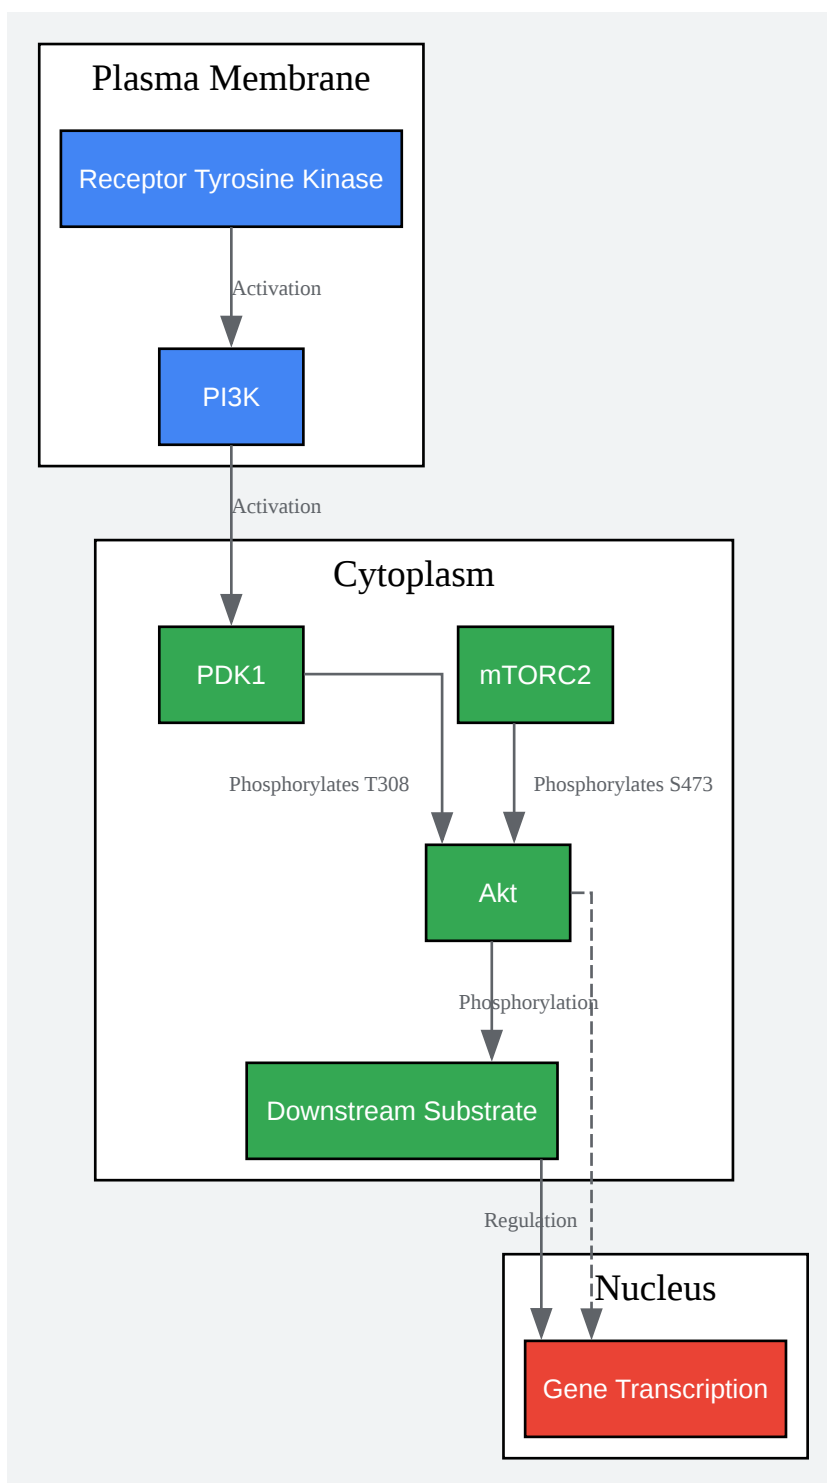 Plasma Membrane
Receptor Tyrosine Kinase
Activation
PI3K
Activation
Cytoplasm
PDK1
mTORC2
Phosphorylates T308
Phosphorylates S473
Akt
Phosphorylation
Downstream Substrate
Regulation
Nucleus
Gene Transcription